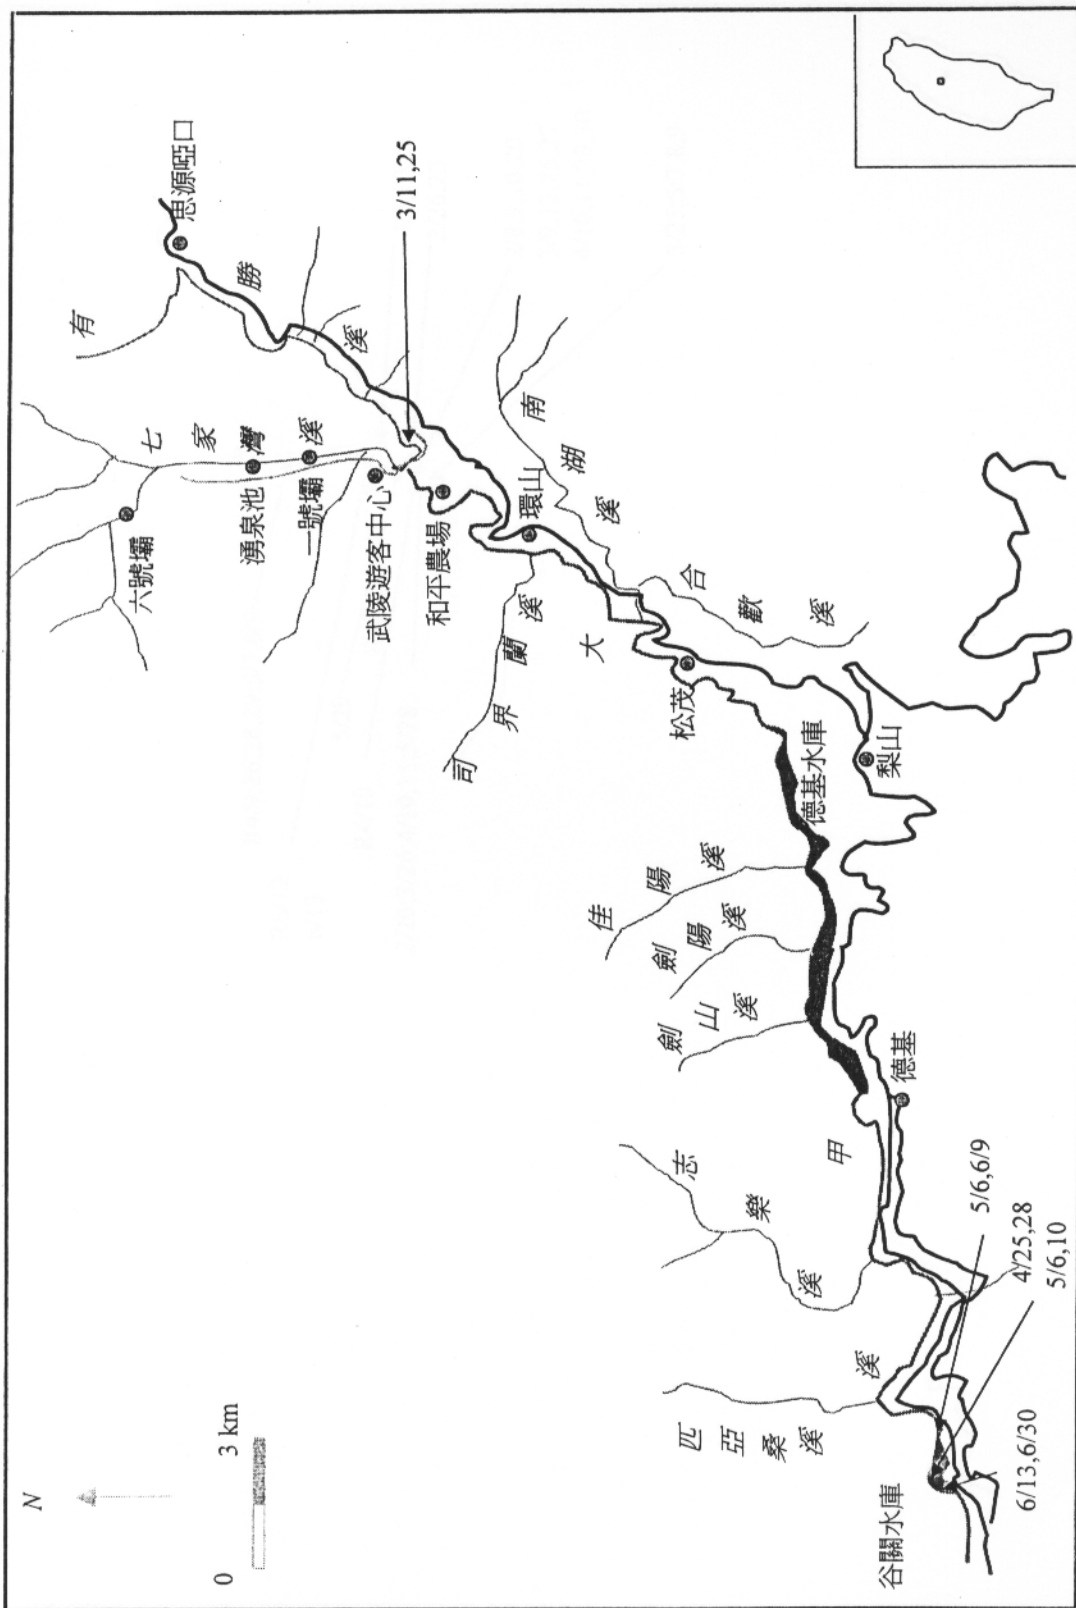 N
0 3 km
思源啞口
有勝溪
3/11,25
七家灣溪
湧泉池
一號壩
六號壩
武陵遊客中心
和平農場
環山
南湖溪
司界蘭溪
合歡溪
大甲溪
松茂
德基水庫
梨山
佳陽溪
劍陽溪
劍山溪
德基
志樂溪
匹亞桑溪
5/6,6/9
4/25,28
5/6,10
6/13,6/30
谷關水庫